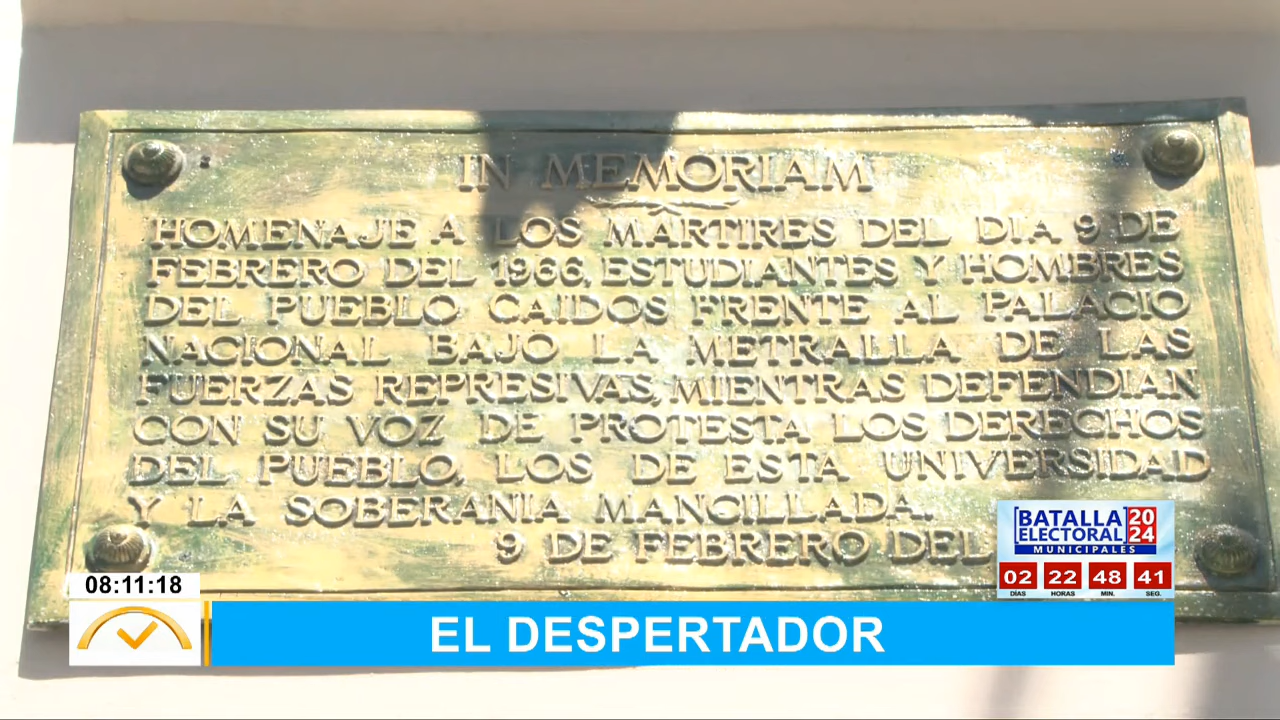 IN MEMORIAM
HOMENAJE A LOS MARTIRES DEL DIA 9 DE
FEBRERO DEL 1966, ESTUDIANTES Y HOMBRES
DEL PUEBLO CAIDOS FRENTE AL PALACIO
NACIONAL BAJO LA METRALLA DE LAS
FUERZAS REPRESIVAS, MIENTRAS DEFENDIAN
CON SU VOZ DE PROTESTA LOS DERECHOS
DEL PUEBLO, LOS DE ESTA UNIVERSIDAD
Y LA SOBERANIA MANCILLADA.
9 DE FEBRERO DEL
BATALLA ELECTORAL 2024
MUNICIPALES
02 22 48 41
DÍAS HORAS MIN. SEG.
08:11:18
EL DESPERTADOR